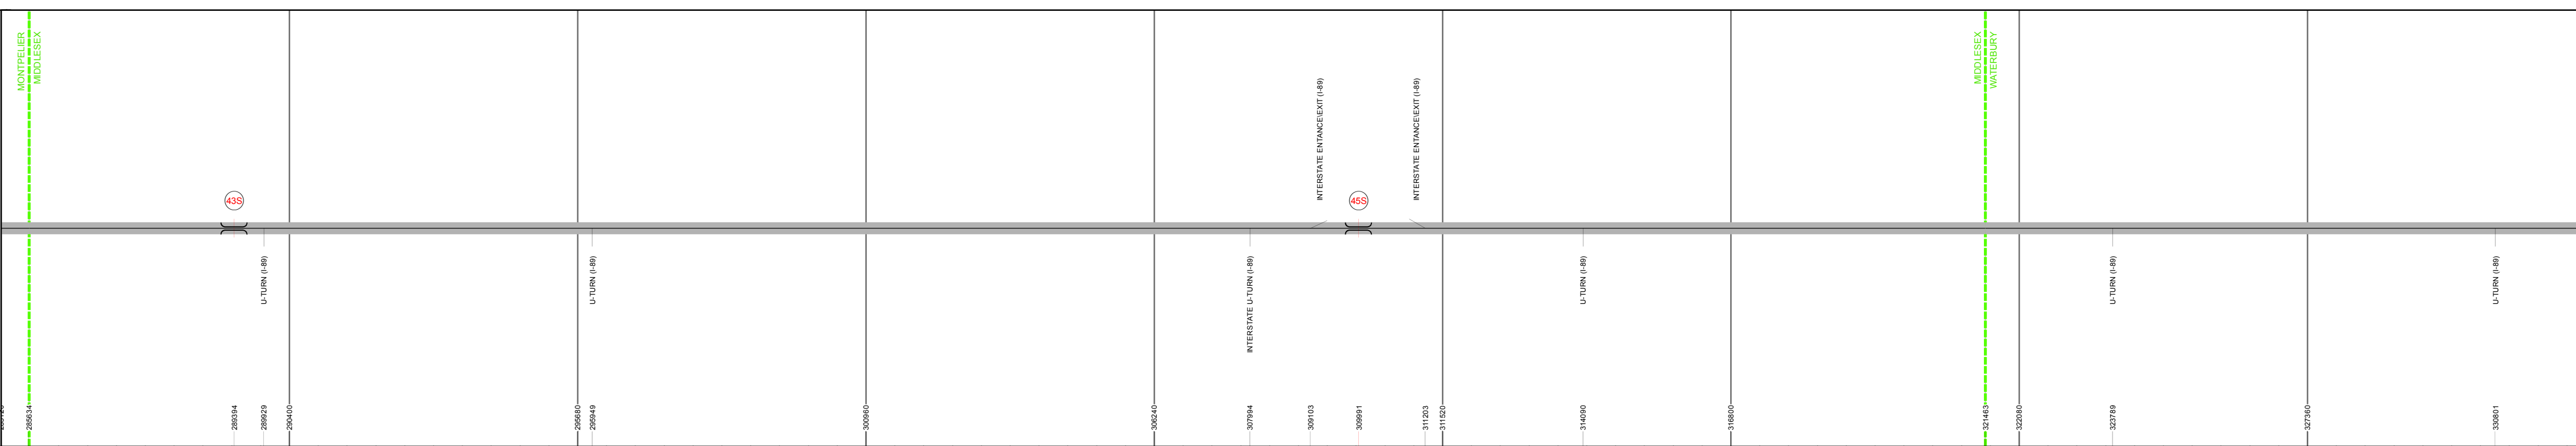 MONTPELIER
MIDDLESEX
MIDDLESEX
WATERBURY
INTERSTATE ENTANCE\EXIT (I-89)
INTERSTATE ENTANCE\EXIT (I-89)
43S
45S
U-TURN (I-89)
U-TURN (I-89)
INTERSTATE U-TURN (I-89)
U-TURN (I-89)
U-TURN (I-89)
U-TURN (I-89)
285634
289394
289929
290400
295680
295949
300960
306240
307994
309103
309991
311203
311520
314090
316800
321463
322080
323789
327360
330801